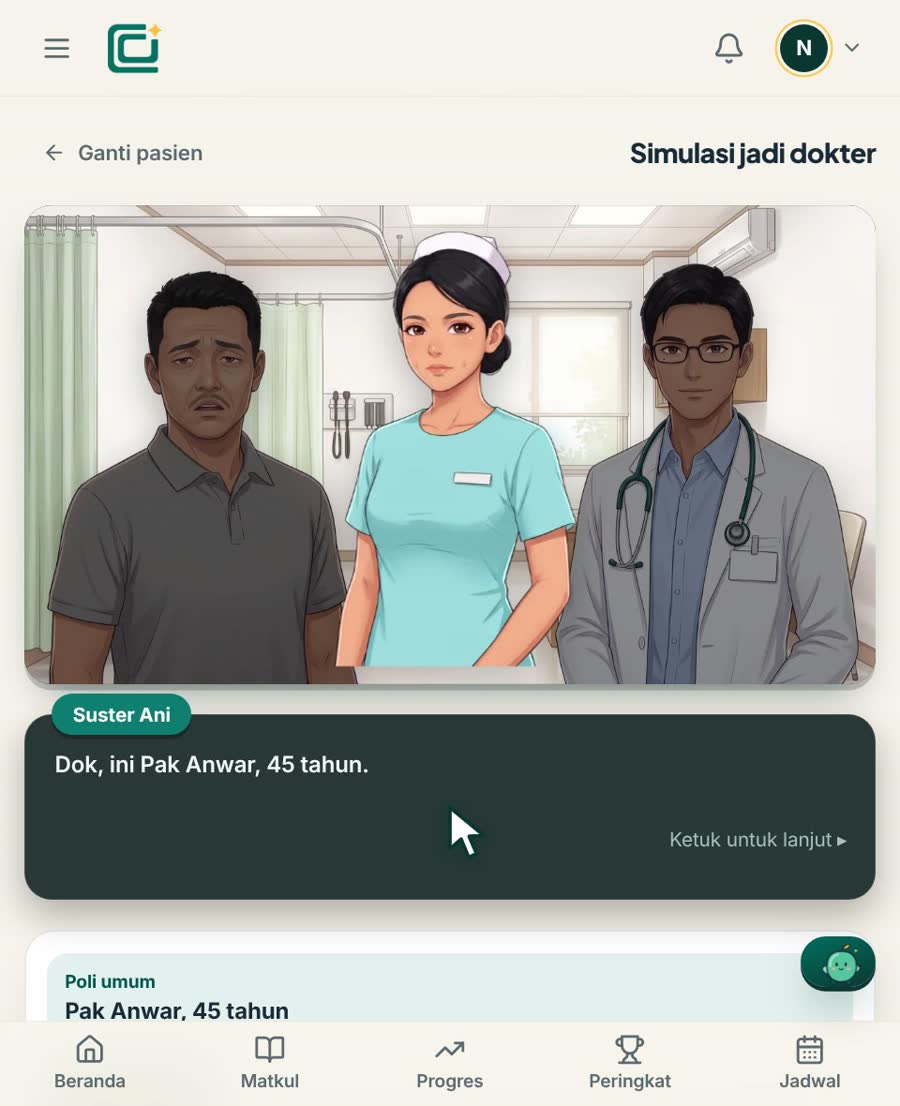 N
Ganti pasien
Simulasi jadi dokter
Suster Ani
Dok, ini Pak Anwar, 45 tahun.
Ketuk untuk lanjut ▸
Poli umum
Pak Anwar, 45 tahun
Beranda
Matkul
Progres
Peringkat
Jadwal